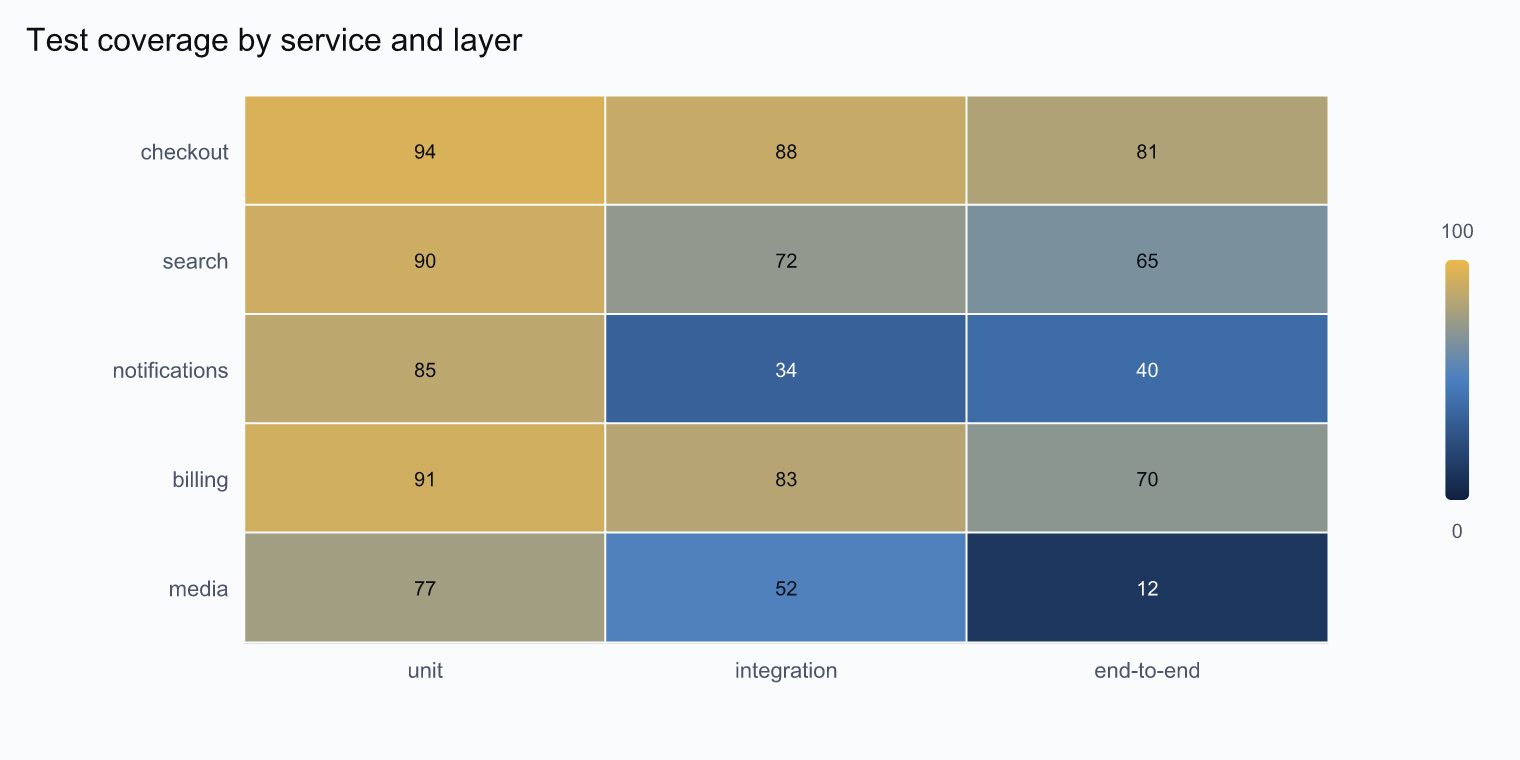 Test coverage by service and layer
checkout 94 88 81
search 90 72 65
100
notifications 85 34 40
billing 91 83 70
0
media 77 52 12
unit integration end-to-end